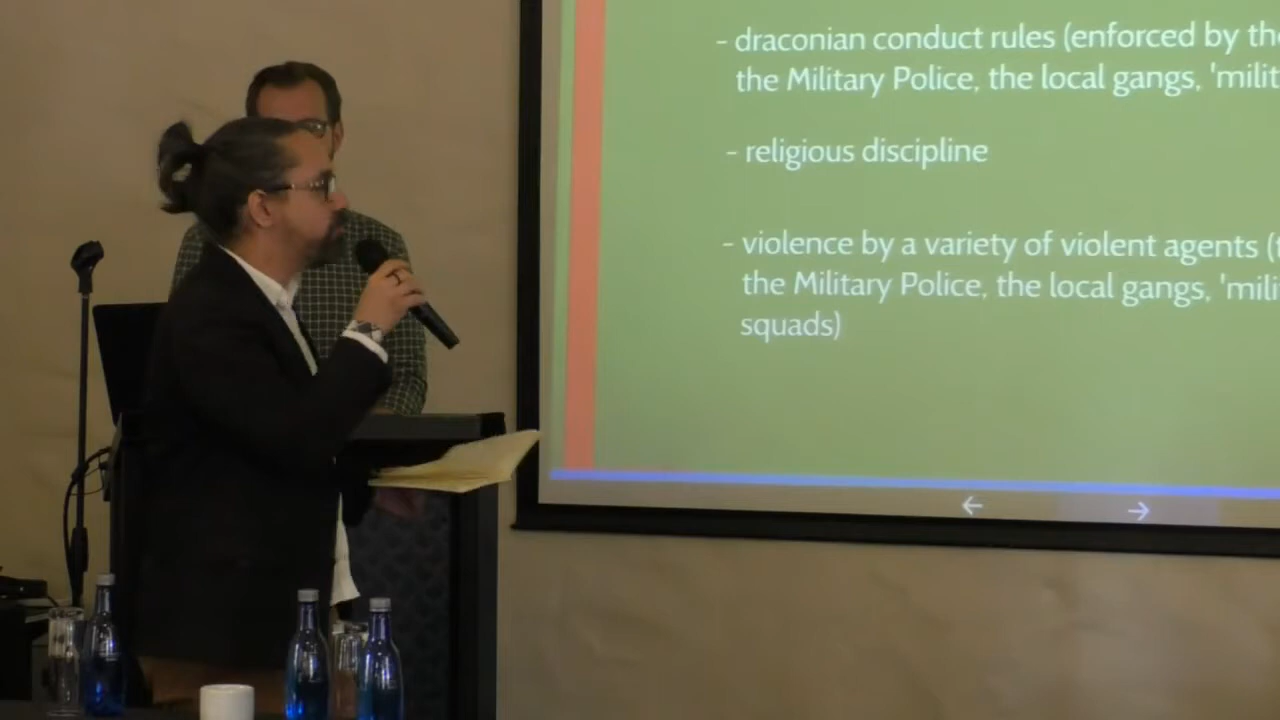 - draconian conduct rules (enforced by the
the Military Police, the local gangs, 'milit
- religious discipline
- violence by a variety of violent agents (
the Military Police, the local gangs, 'mili
squads)